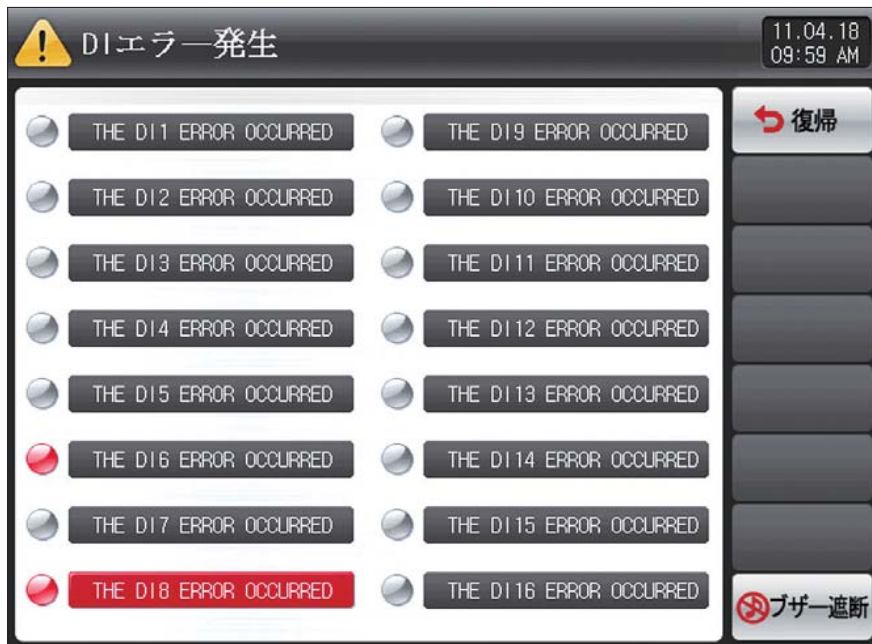 DIエラー発生
11.04.18
09:59 AM
THE DI1 ERROR OCCURRED
THE DI2 ERROR OCCURRED
THE DI3 ERROR OCCURRED
THE DI4 ERROR OCCURRED
THE DI5 ERROR OCCURRED
THE DI6 ERROR OCCURRED
THE DI7 ERROR OCCURRED
THE DI8 ERROR OCCURRED
THE DI9 ERROR OCCURRED
THE DI10 ERROR OCCURRED
THE DI11 ERROR OCCURRED
THE DI12 ERROR OCCURRED
THE DI13 ERROR OCCURRED
THE DI14 ERROR OCCURRED
THE DI15 ERROR OCCURRED
THE DI16 ERROR OCCURRED
復帰
ブザー遮断